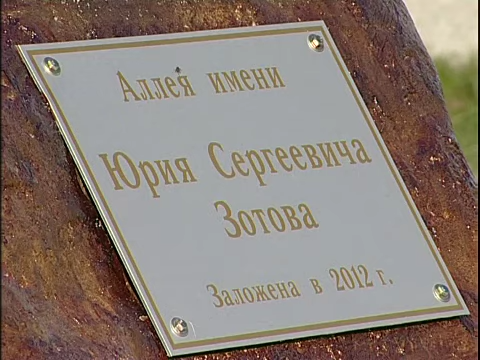 Аллея имени
Юрия Сергеевича
Зотова
Заложена в 2012 г.